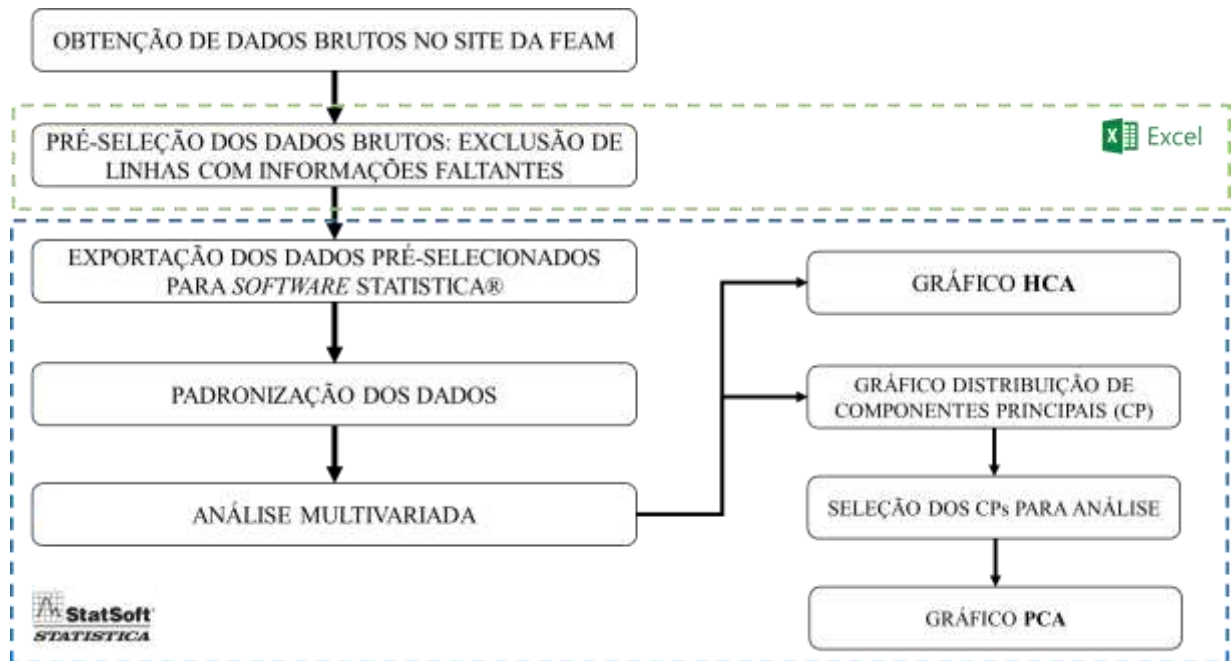 OBTENÇÃO DE DADOS BRUTOS NO SITE DA FEAM
PRÉ-SELEÇÃO DOS DADOS BRUTOS: EXCLUSÃO DE
LINHAS COM INFORMAÇÕES FALTANTES
Excel
EXPORTAÇÃO DOS DADOS PRÉ-SELECIONADOS
PARA SOFTWARE STATISTICA®
PADRONIZAÇÃO DOS DADOS
ANÁLISE MULTIVARIADA
GRÁFICO HCA
GRÁFICO DISTRIBUIÇÃO DE
COMPONENTES PRINCIPAIS (CP)
SELEÇÃO DOS CPs PARA ANÁLISE
GRÁFICO PCA
StatSoft
STATISTICA